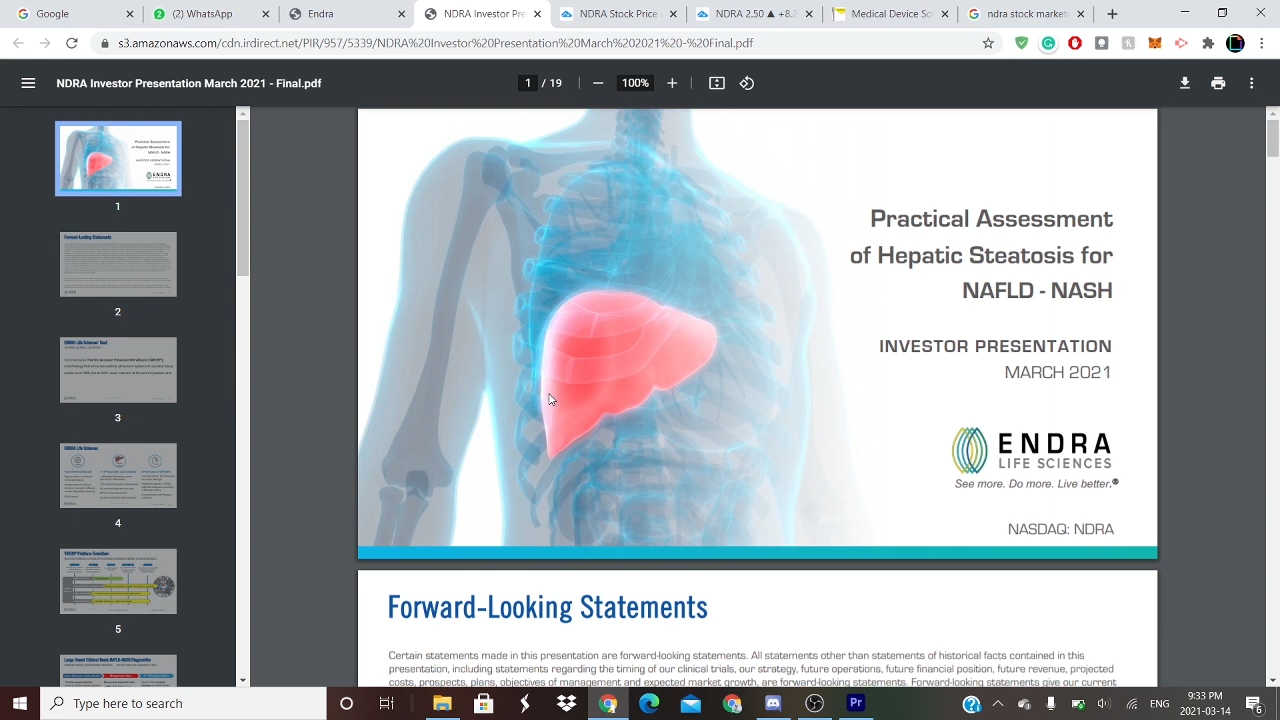 Google
(2) WhatsApp
Endra
NDRA Investor
NDRA Stock Price
NDRA 2.50 ▲ +8.2
Medical Device Sc
ndra market
s3.amazonaws.com/cdn.irdirect.net/PIR/957/5339/NDRA%20Investor%20Presentation%20March%202021%20-%20Final.pdf
NDRA Investor Presentation March 2021 - Final.pdf
1 / 19
100%
1
2
3
4
5
Practical Assessment
of Hepatic Steatosis for
NAFLD - NASH
INVESTOR PRESENTATION
MARCH 2021
ENDRA
LIFE SCIENCES
See more. Do more. Live better.®
NASDAQ: NDRA
Forward-Looking Statements
Certain statements made in this presentation are forward-looking statements. All statements other than statements of historical facts contained in this
presentation, including statements regarding the timing of our clinical trials, our strategy, future operations, future financial position, future revenue, projected
costs, prospects, plans, objectives of management and expected market growth, are forward-looking statements. Forward-looking statements give our current
Type here to search
9:33 PM
2021-03-14